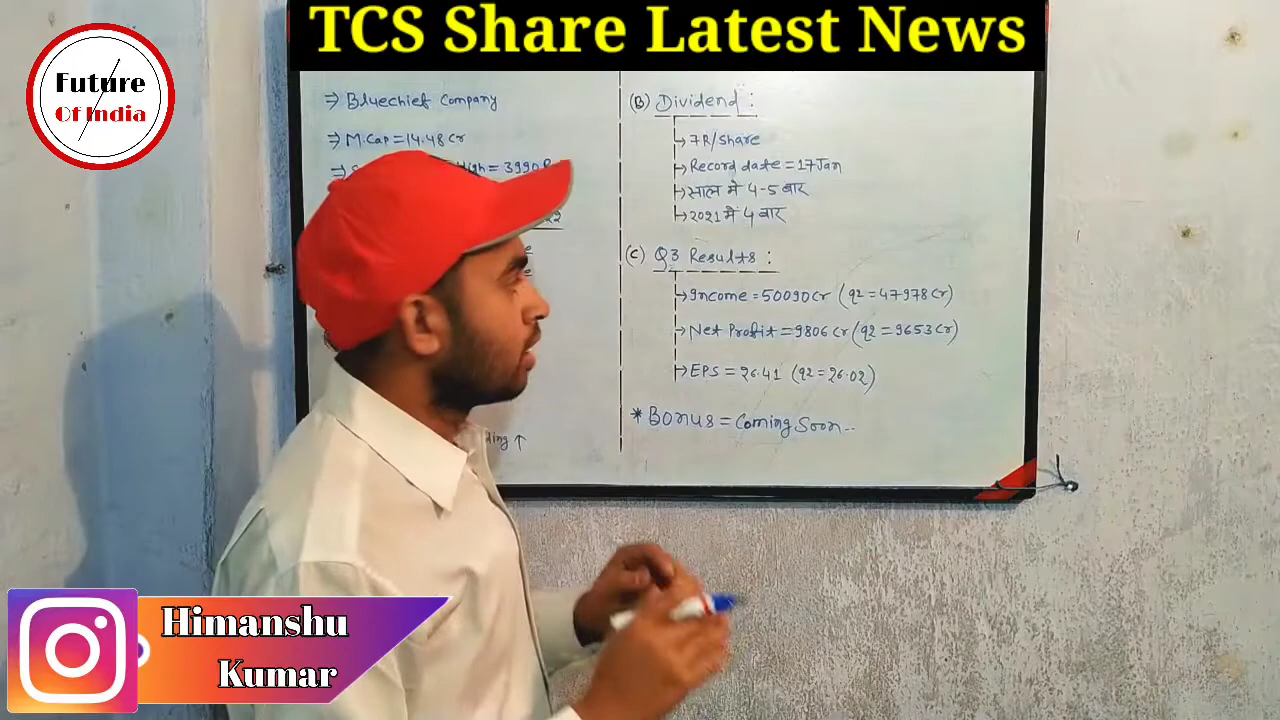 TCS Share Latest News
Future
Of India
⇒ Bluechief Company
⇒ M.Cap = 14.48 Cr
High = 3990
22
ding ↑
(B) Dividend :
7R/Share
Record date = 17 Jan
साल मे 4-5 बार
2021 में 4 बार
(C) Q3 Results :
Income = 50090 Cr (q2 = 47978 Cr)
Net Profit = 9806 Cr (q2 = 9653 Cr)
EPS = 26.41 (q2 = 26.02)
* Bonus = Coming Soon..
Himanshu
Kumar